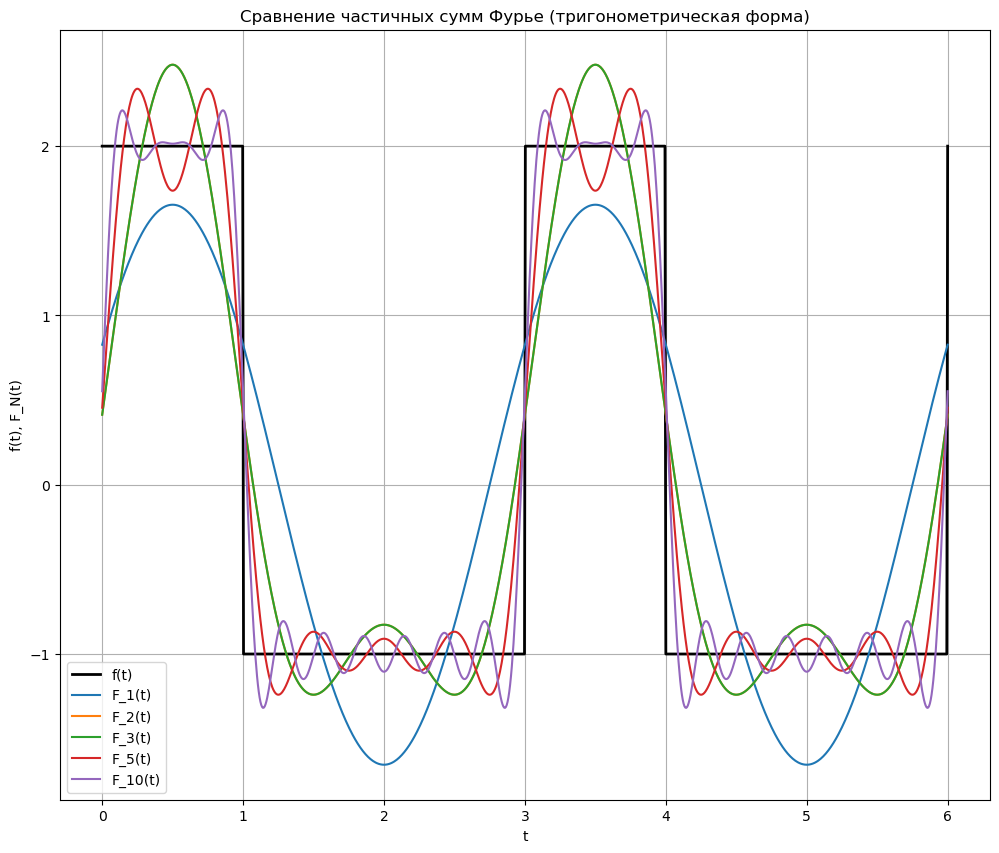 Сравнение частичных сумм Фурье (тригонометрическая форма)
f(t), F_N(t)
2
1
0
−1
f(t)
F_1(t)
F_2(t)
F_3(t)
F_5(t)
F_10(t)
0 1 2 3 4 5 6
t